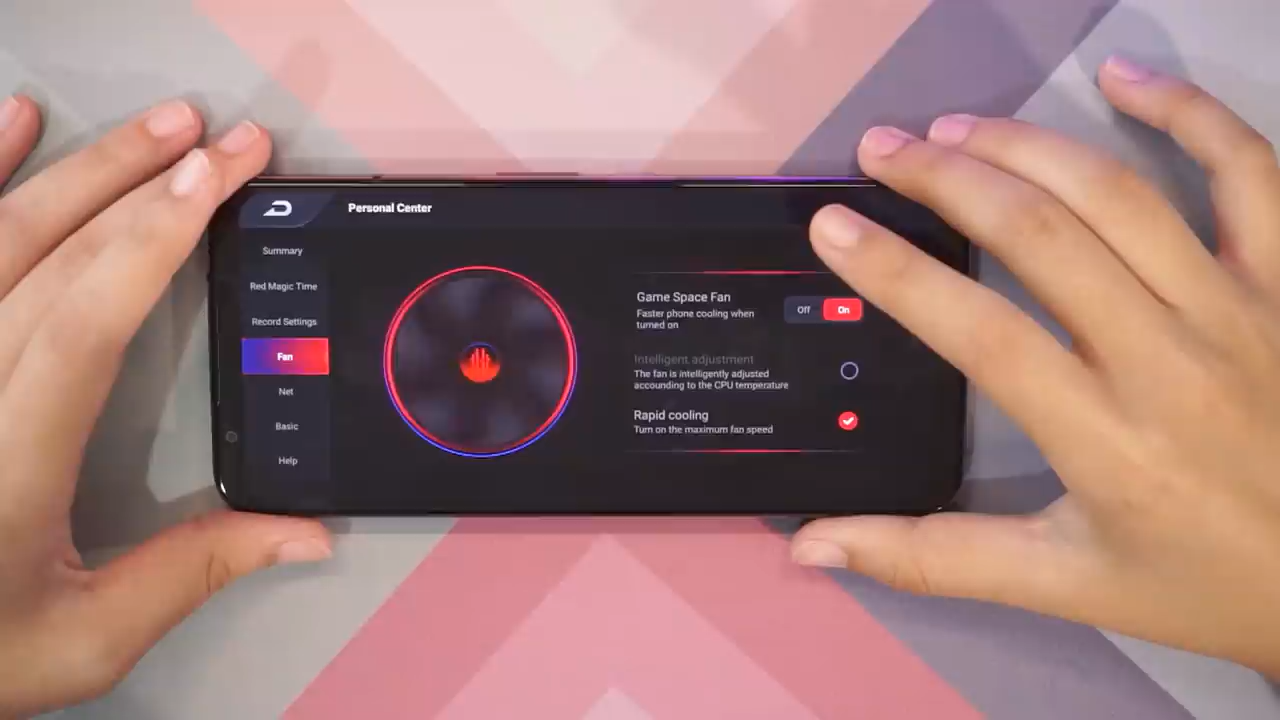 Personal Center
Summary
Red Magic Time
Record Settings
Fan
Net
Basic
Help
Game Space Fan
Faster phone cooling when
turned on
Off
On
Intelligent adjustment
The fan is intelligently adjusted
accounding to the CPU temperature
Rapid cooling
Turn on the maximum fan speed